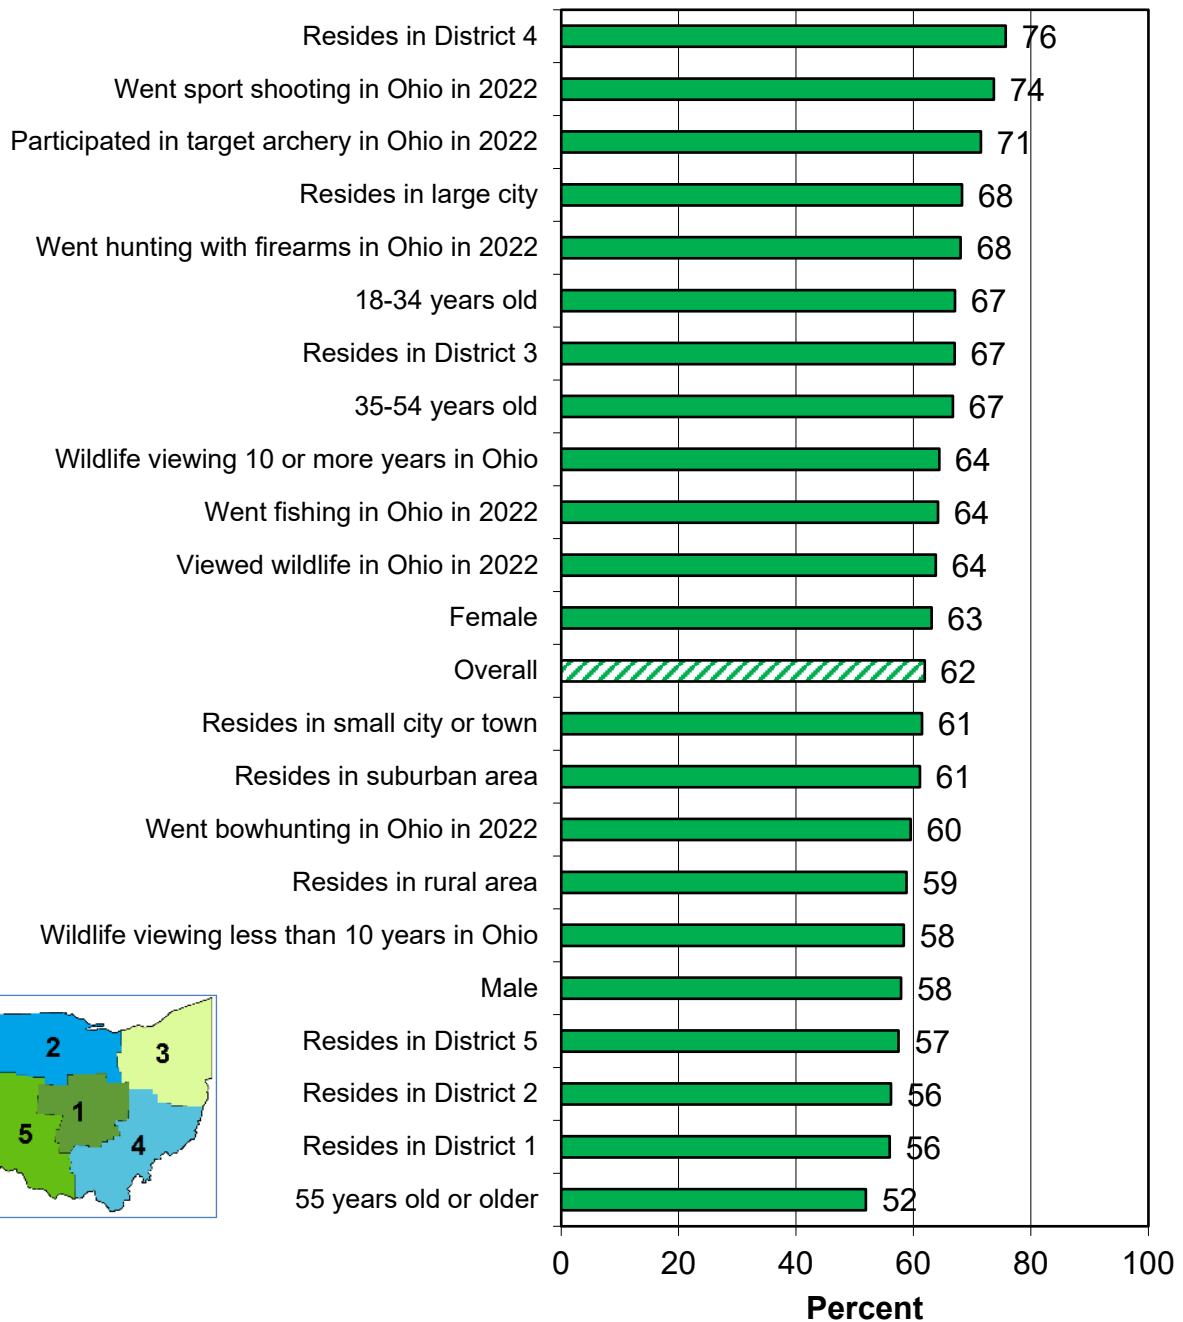 Resides in District 4 76
Went sport shooting in Ohio in 2022 74
Participated in target archery in Ohio in 2022 71
Resides in large city 68
Went hunting with firearms in Ohio in 2022 68
18-34 years old 67
Resides in District 3 67
35-54 years old 67
Wildlife viewing 10 or more years in Ohio 64
Went fishing in Ohio in 2022 64
Viewed wildlife in Ohio in 2022 64
Female 63
Overall 62
Resides in small city or town 61
Resides in suburban area 61
Went bowhunting in Ohio in 2022 60
Resides in rural area 59
Wildlife viewing less than 10 years in Ohio 58
Male 58
Resides in District 5 57
Resides in District 2 56
Resides in District 1 56
55 years old or older 52
0 20 40 60 80 100
Percent
2 3
1
5 4